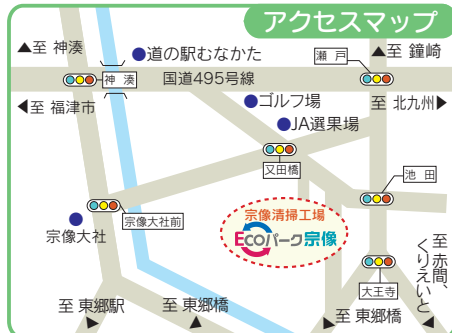 アクセスマップ
▲至 神湊
道の駅むなかた
瀬戸
▲至 鐘崎
神湊
国道495号線
◀至 福津市
ゴルフ場
至 北九州▶
JA選果場
又田橋
池田
宗像大社前
宗像大社
宗像清掃工場
Ecoパーク宗像
至 赤間、
くりえいと
大王寺
至 東郷駅
至 東郷橋
至 東郷橋